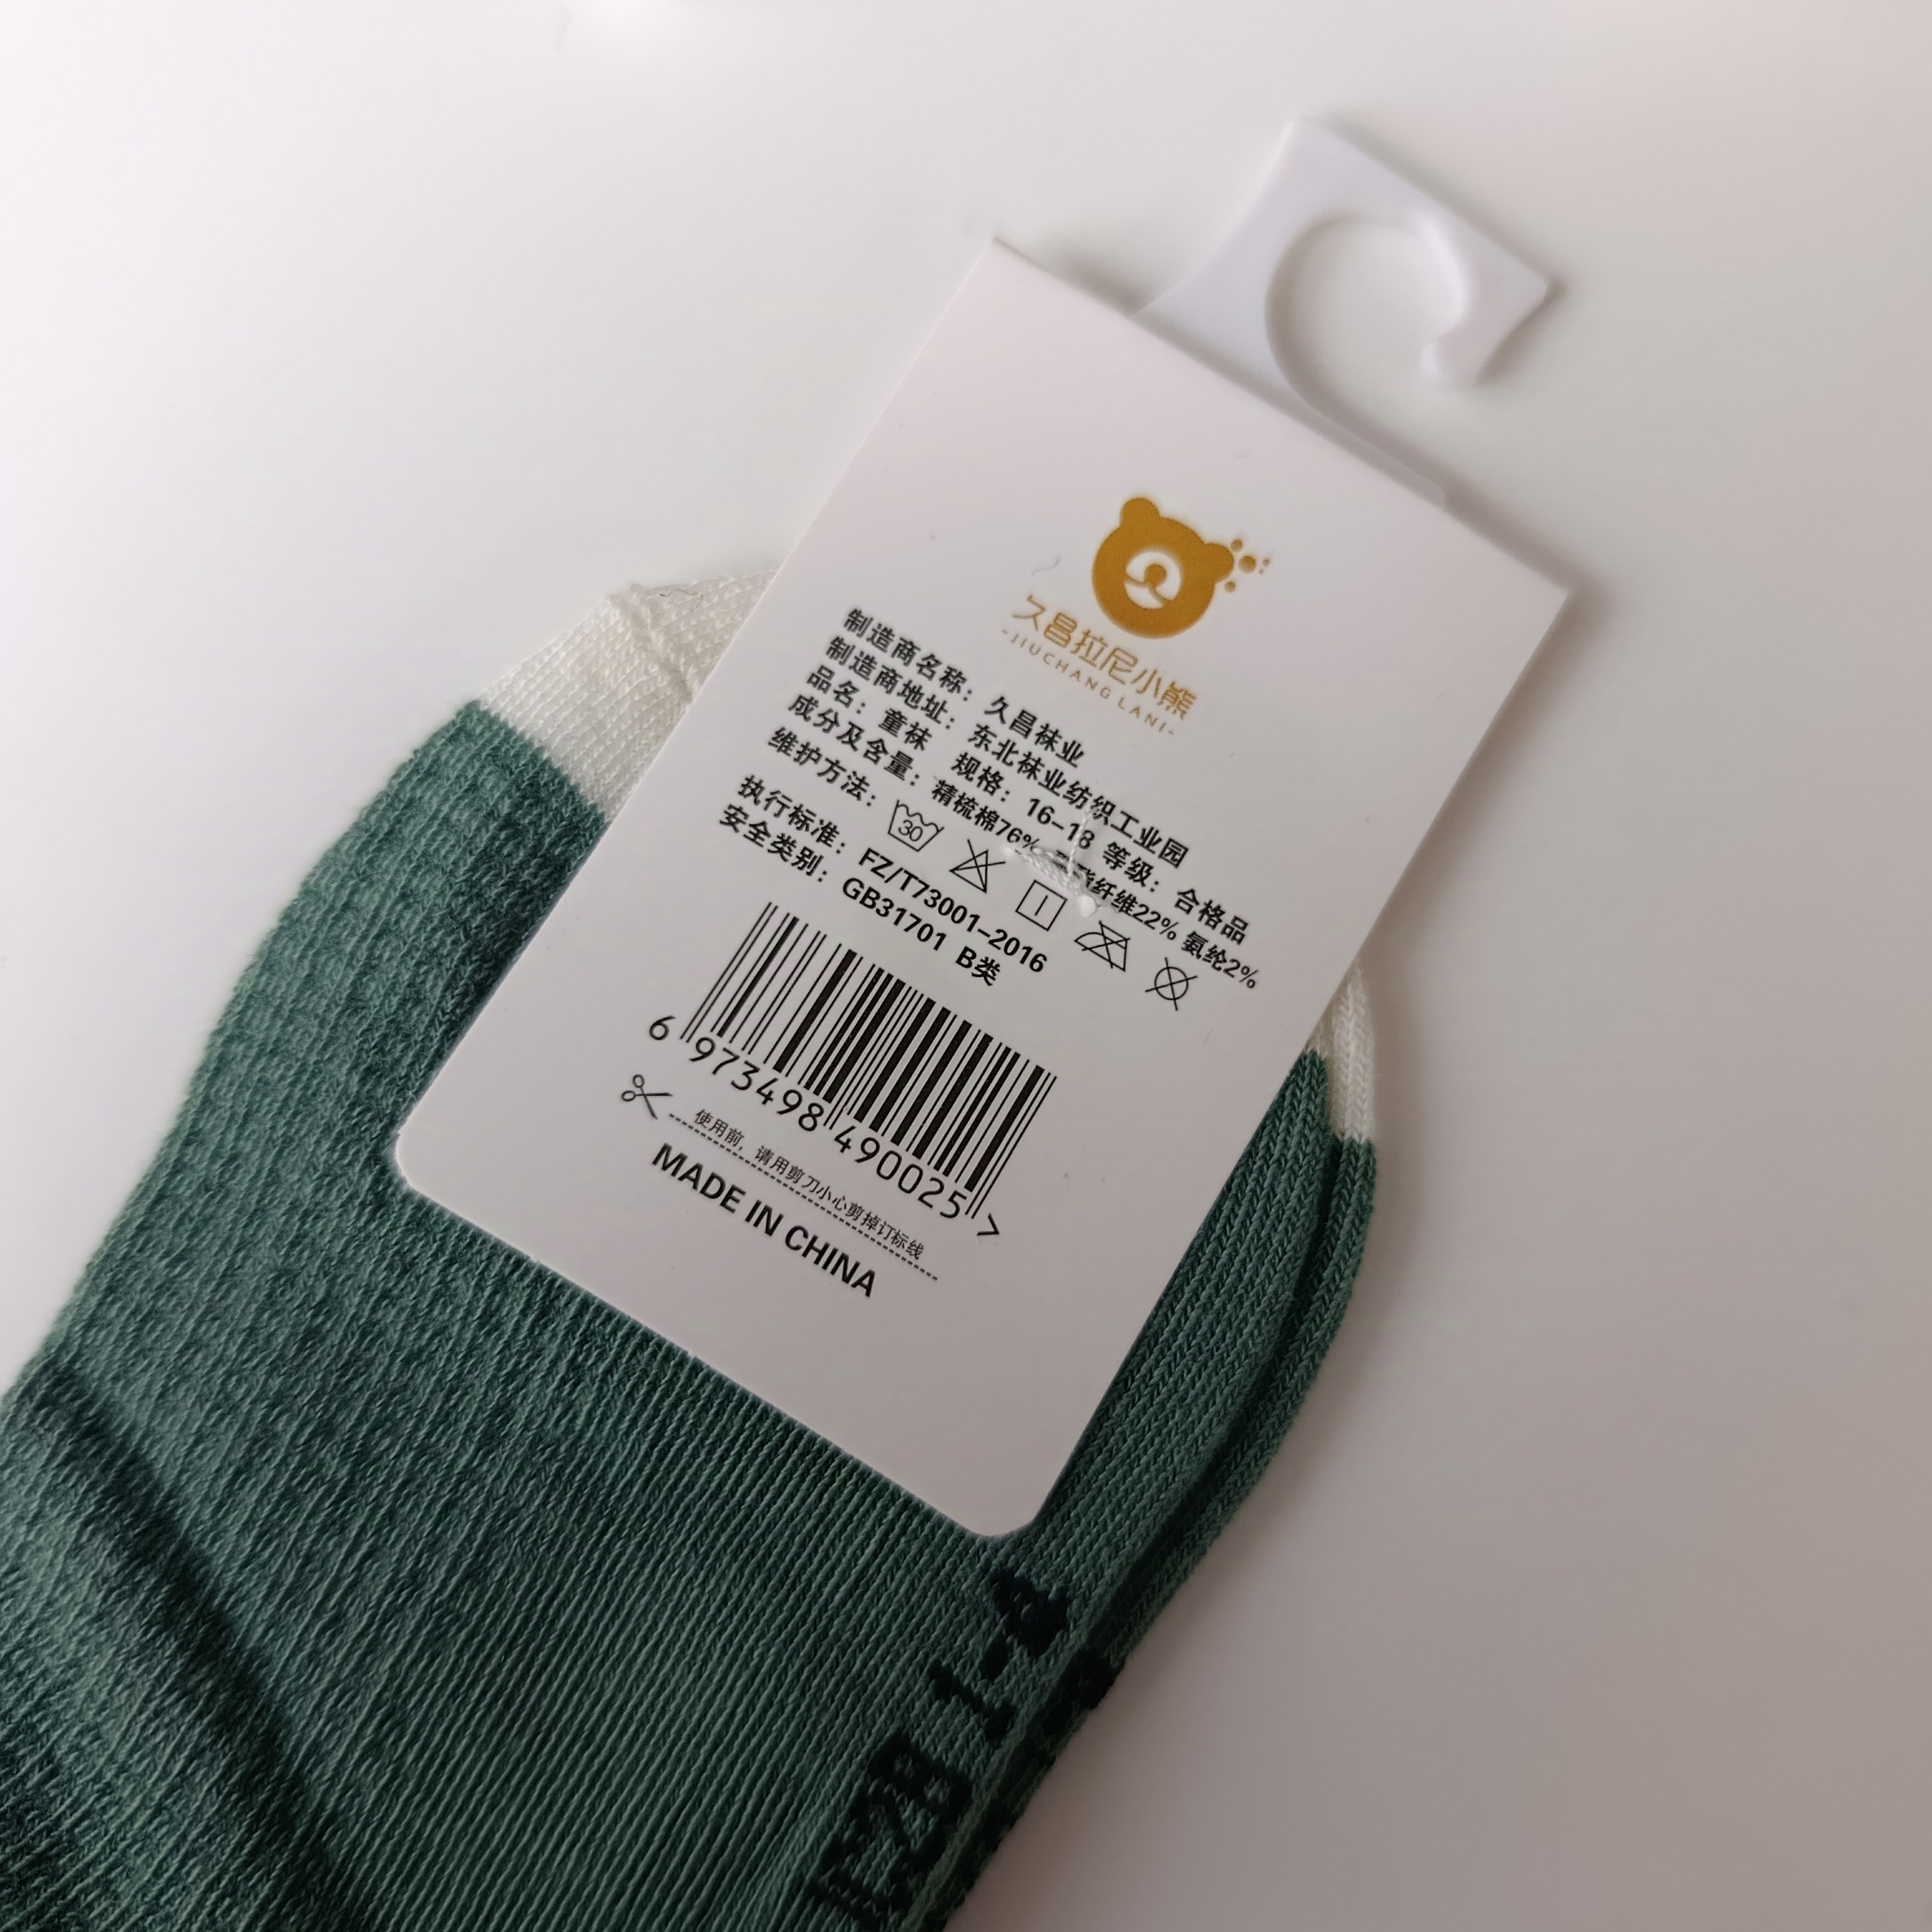 久昌拉尼小熊
-JIUCHANG LANI-
制造商名称：久昌袜业
制造商地址：东北袜业纺织工业园
品名：童袜 规格：16-18 等级：合格品
成分及含量：精梳棉76% 纤维22% 氨纶2%
维护方法：
30
执行标准：FZ/T73001-2016
安全类别：GB31701 B类
6 973498 490025 >
使用前，请用剪刀小心剪掉订标线
MADE IN CHINA